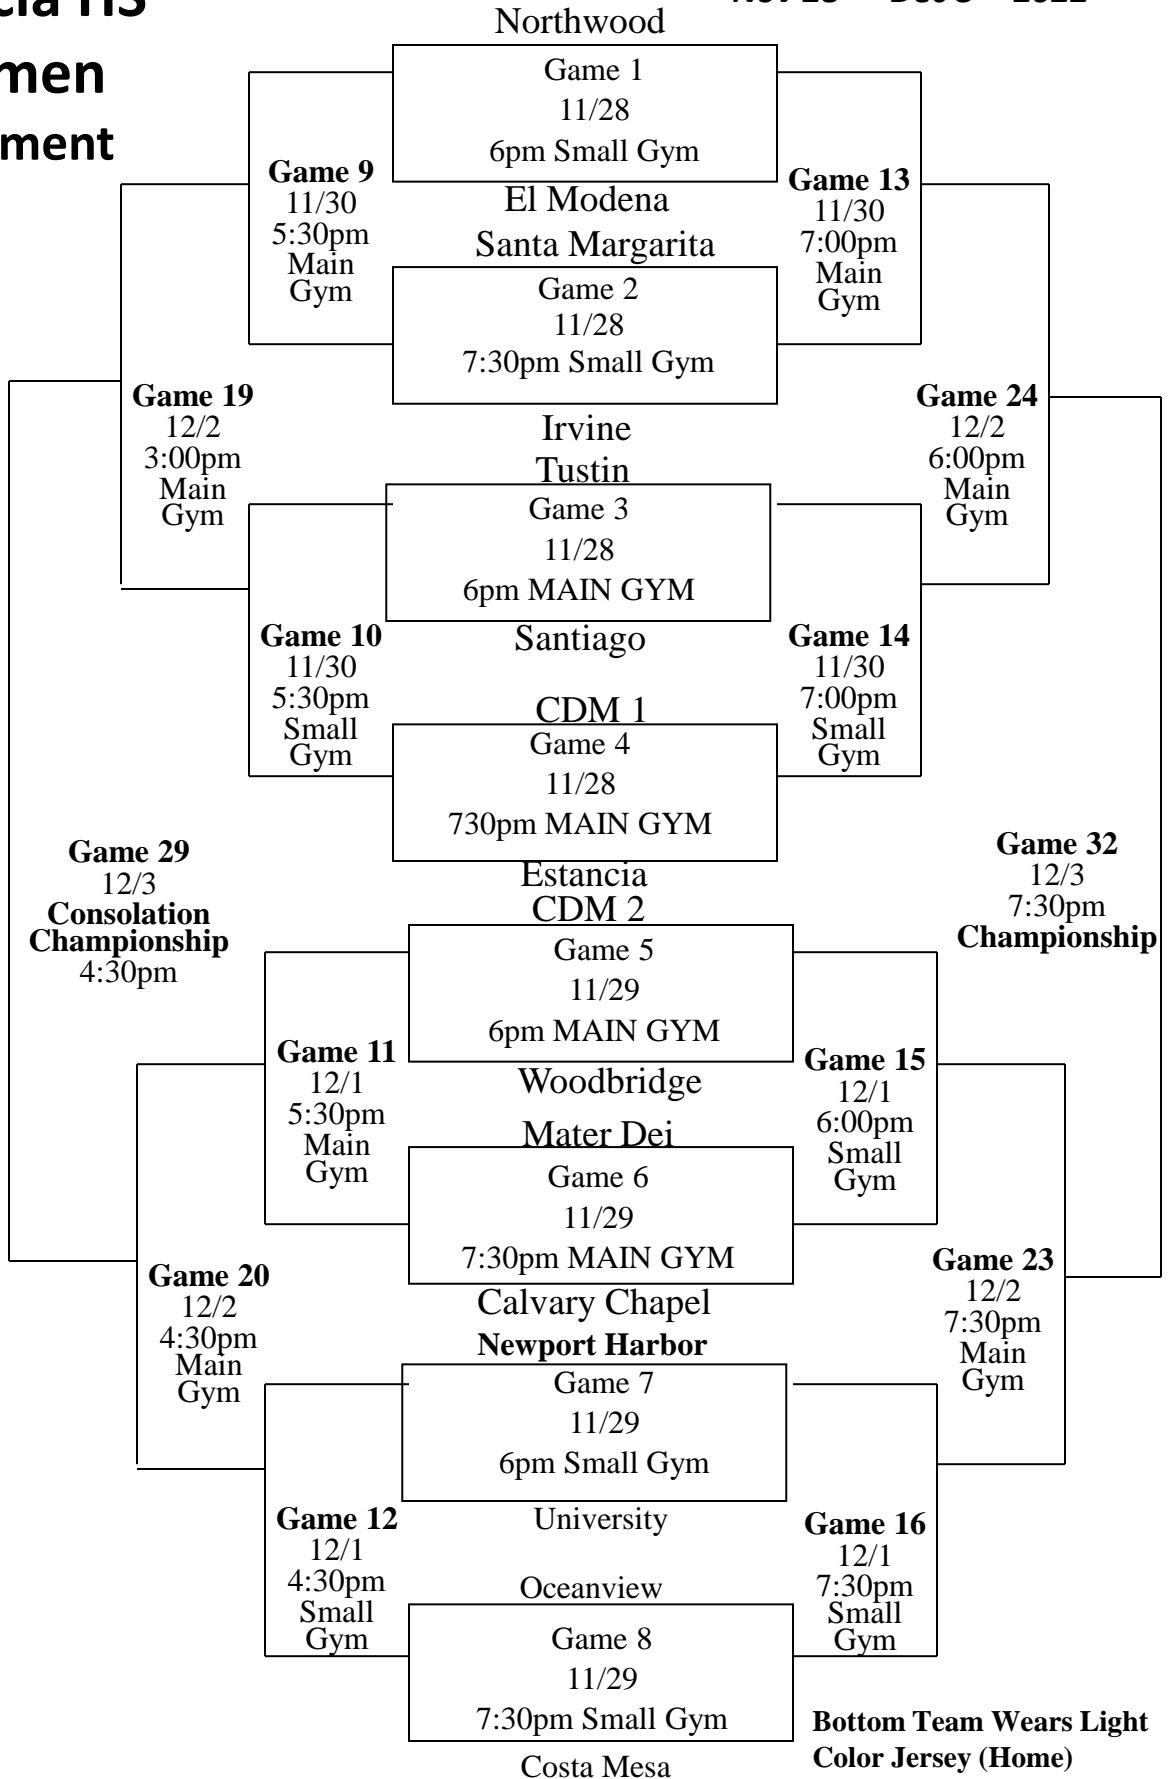 Northwood
Game 1
11/28
6pm Small Gym
El Modena
Santa Margarita
Game 2
11/28
7:30pm Small Gym
Irvine
Tustin
Game 3
11/28
6pm MAIN GYM
Santiago
CDM 1
Game 4
11/28
730pm MAIN GYM
Estancia
CDM 2
Game 5
11/29
6pm MAIN GYM
Woodbridge
Mater Dei
Game 6
11/29
7:30pm MAIN GYM
Calvary Chapel
Newport Harbor
Game 7
11/29
6pm Small Gym
University
Oceanview
Game 8
11/29
7:30pm Small Gym
Costa Mesa
Game 9
11/30
5:30pm
Main
Gym
Game 19
12/2
3:00pm
Main
Gym
Game 10
11/30
5:30pm
Small
Gym
Game 29
12/3
Consolation
Championship
4:30pm
Game 11
12/1
5:30pm
Main
Gym
Game 20
12/2
4:30pm
Main
Gym
Game 12
12/1
4:30pm
Small
Gym
Game 13
11/30
7:00pm
Main
Gym
Game 24
12/2
6:00pm
Main
Gym
Game 14
11/30
7:00pm
Small
Gym
Game 32
12/3
7:30pm
Championship
Game 15
12/1
6:00pm
Small
Gym
Game 23
12/2
7:30pm
Main
Gym
Game 16
12/1
7:30pm
Small
Gym
Bottom Team Wears Light
Color Jersey (Home)
HS
men
ment